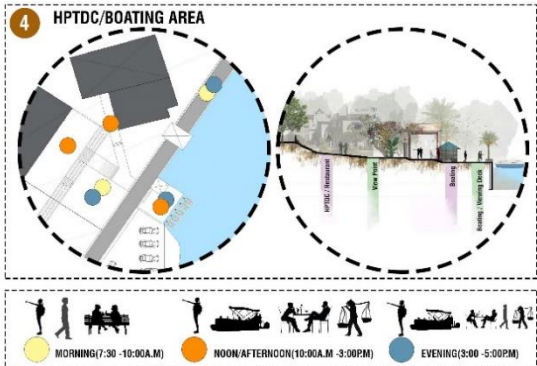 4 HPTDC/BOATING AREA
HPTDC / Restaurant
View Point
Boating
Boating / Viewing Deck
MORNING(7:30 -10:00A.M)
NOON/AFTERNOON(10:00A.M -3:00P.M)
EVENING(3:00 -5:00P.M)